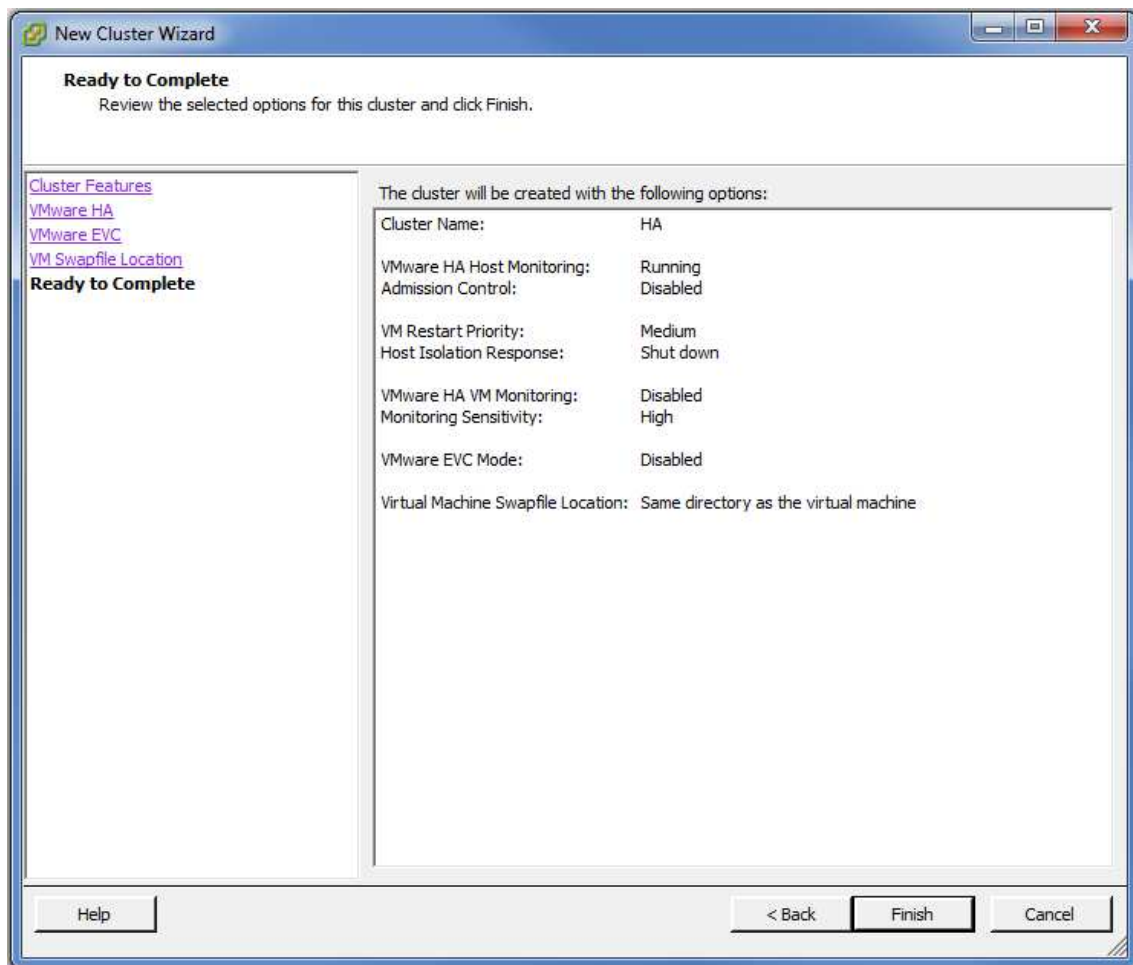 New Cluster Wizard
Ready to Complete
Review the selected options for this cluster and click Finish.
Cluster Features
VMware HA
VMware EVC
VM Swapfile Location
Ready to Complete
The cluster will be created with the following options:
Cluster Name: HA
VMware HA Host Monitoring: Running
Admission Control: Disabled
VM Restart Priority: Medium
Host Isolation Response: Shut down
VMware HA VM Monitoring: Disabled
Monitoring Sensitivity: High
VMware EVC Mode: Disabled
Virtual Machine Swapfile Location: Same directory as the virtual machine
Help
< Back
Finish
Cancel